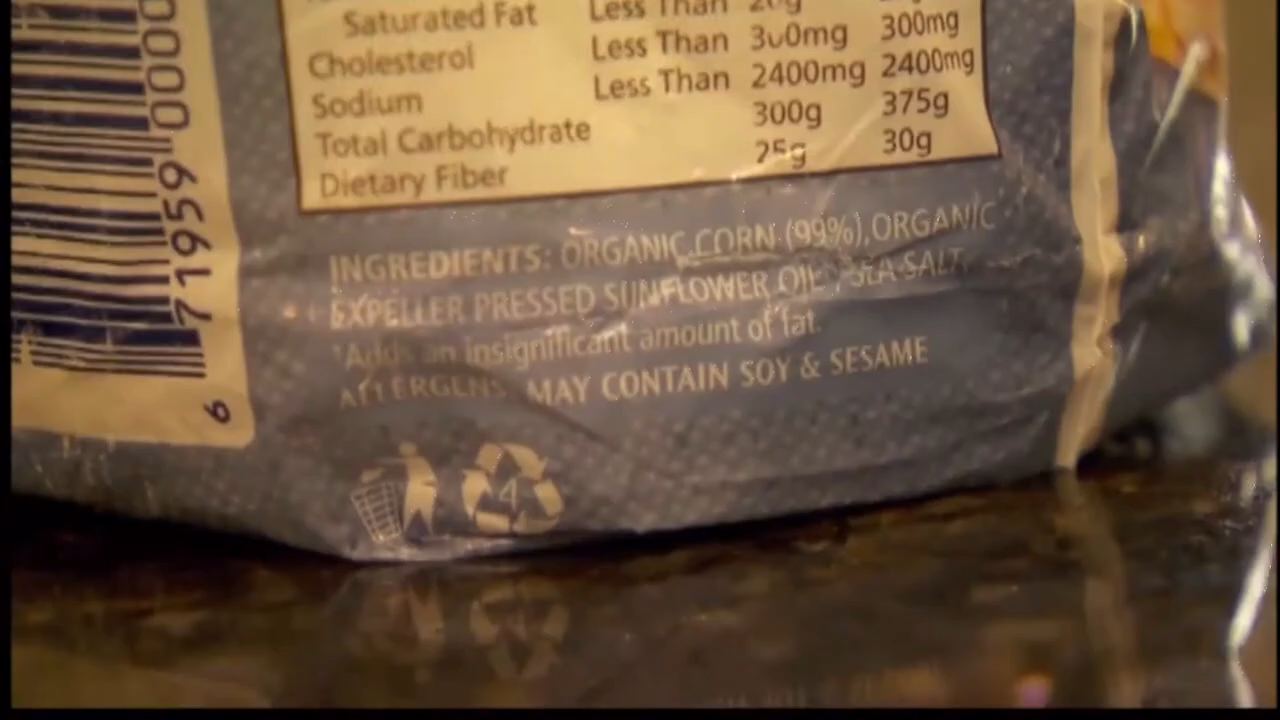 Saturated Fat Less Than 20g
Cholesterol Less Than 300mg 300mg
Sodium Less Than 2400mg 2400mg
Total Carbohydrate 300g 375g
Dietary Fiber 25g 30g
INGREDIENTS: ORGANIC CORN (99%), ORGANIC
EXPELLER PRESSED SUNFLOWER OIL*, SEA SALT.
*Adds an insignificant amount of fat.
ALLERGENS: MAY CONTAIN SOY & SESAME
4
71959 0000
6